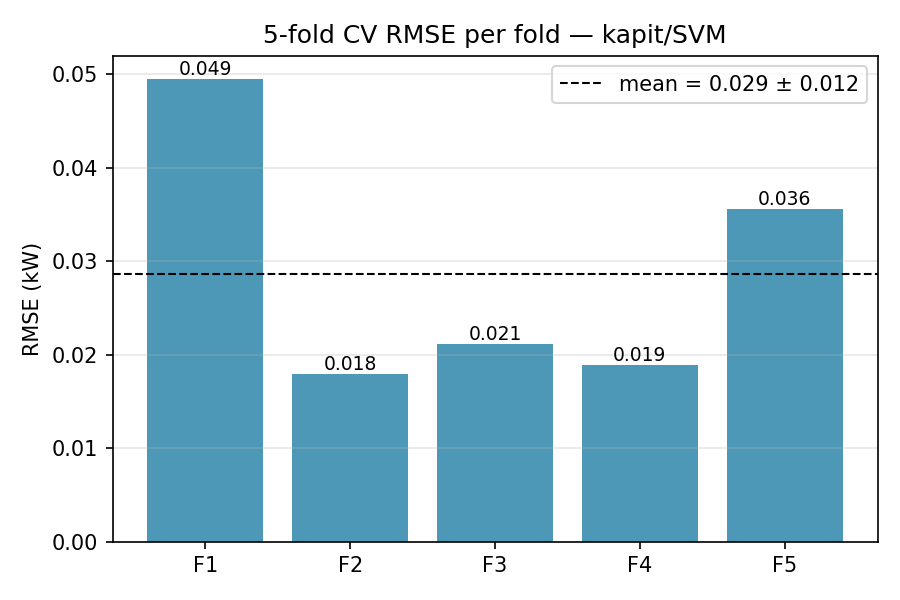 5-fold CV RMSE per fold — kapit/SVM
mean = 0.029 ± 0.012
RMSE (kW)
0.05
0.04
0.03
0.02
0.01
0.00
0.049
0.018
0.021
0.019
0.036
F1
F2
F3
F4
F5